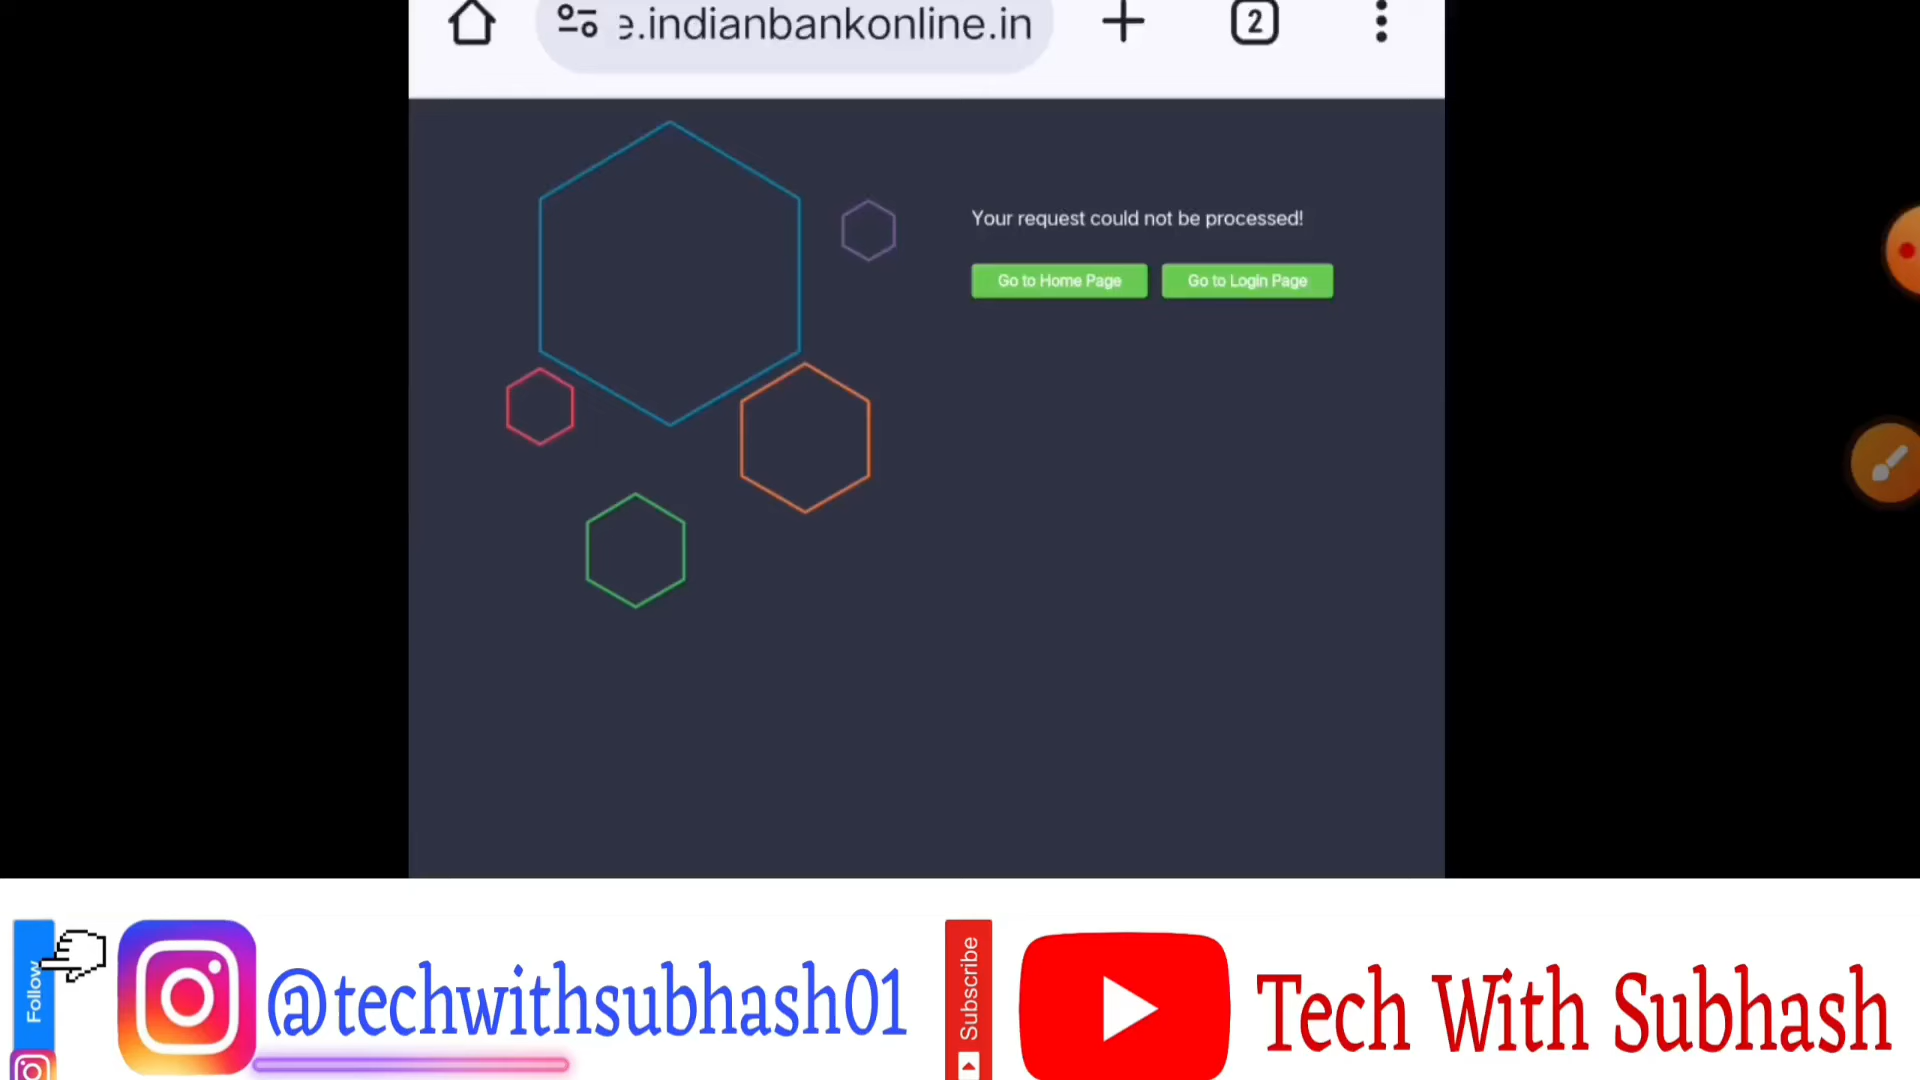 e.indianbankonline.in
2
Your request could not be processed!
Go to Home Page
Go to Login Page
Follow
@techwithsubhash01
Subscribe
Tech With Subhash